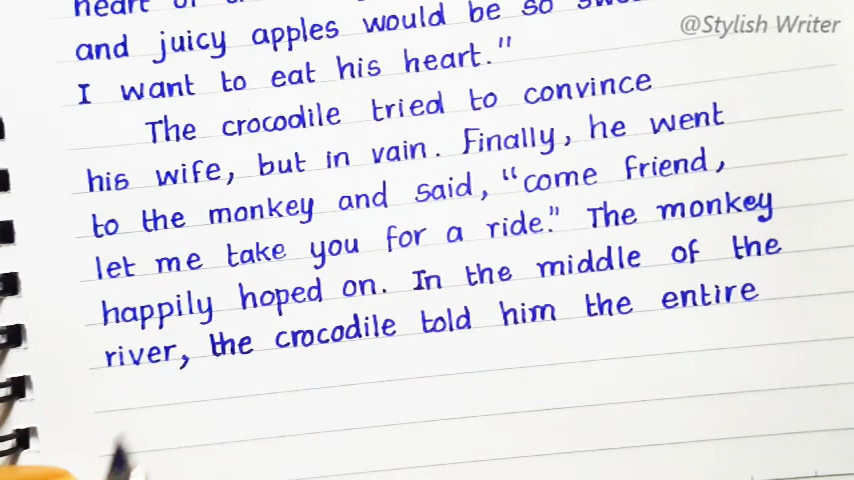 @Stylish Writer
heart of
and juicy apples would be so
I want to eat his heart."
The crocodile tried to convince
his wife, but in vain. Finally, he went
to the monkey and said, "come friend,
let me take you for a ride." The monkey
happily hoped on. In the middle of the
river, the crocodile told him the entire